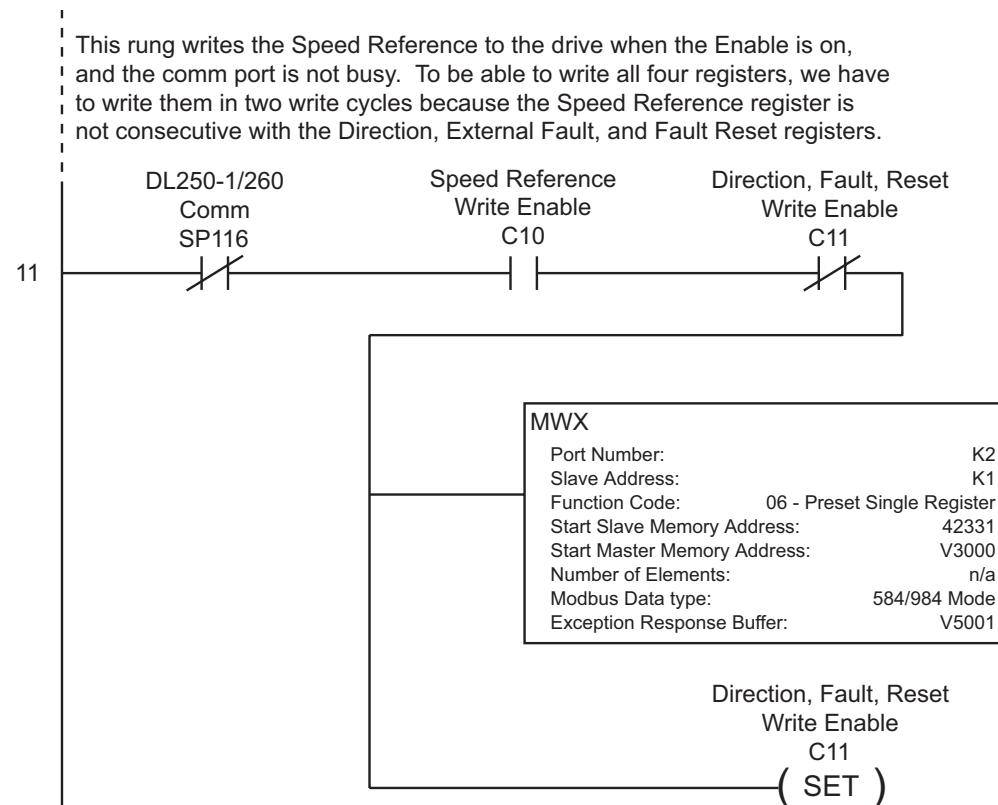 This rung writes the Speed Reference to the drive when the Enable is on,
and the comm port is not busy.  To be able to write all four registers, we have
to write them in two write cycles because the Speed Reference register is
not consecutive with the Direction, External Fault, and Fault Reset registers.
DL250-1/260
Comm
SP116
Speed Reference
Write Enable
C10
Direction, Fault, Reset
Write Enable
C11
11
MWX
Port Number: K2
Slave Address: K1
Function Code: 06 - Preset Single Register
Start Slave Memory Address: 42331
Start Master Memory Address: V3000
Number of Elements: n/a
Modbus Data type: 584/984 Mode
Exception Response Buffer: V5001
Direction, Fault, Reset
Write Enable
C11
( SET )